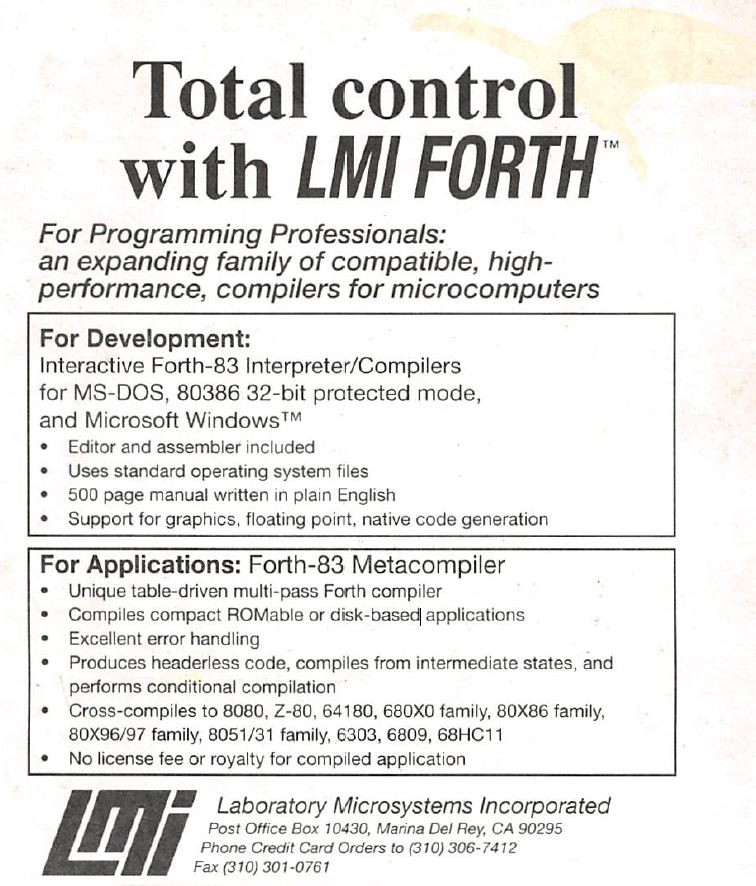 Total control
with LMI FORTH™
For Programming Professionals:
an expanding family of compatible, high-
performance, compilers for microcomputers
For Development:
Interactive Forth-83 Interpreter/Compilers
for MS-DOS, 80386 32-bit protected mode,
and Microsoft Windows™
• Editor and assembler included
• Uses standard operating system files
• 500 page manual written in plain English
• Support for graphics, floating point, native code generation
For Applications: Forth-83 Metacompiler
• Unique table-driven multi-pass Forth compiler
• Compiles compact ROMable or disk-based applications
• Excellent error handling
• Produces headerless code, compiles from intermediate states, and
performs conditional compilation
• Cross-compiles to 8080, Z-80, 64180, 680X0 family, 80X86 family,
80X96/97 family, 8051/31 family, 6303, 6809, 68HC11
• No license fee or royalty for compiled application
LMI
Laboratory Microsystems Incorporated
Post Office Box 10430, Marina Del Rey, CA 90295
Phone Credit Card Orders to (310) 306-7412
Fax (310) 301-0761